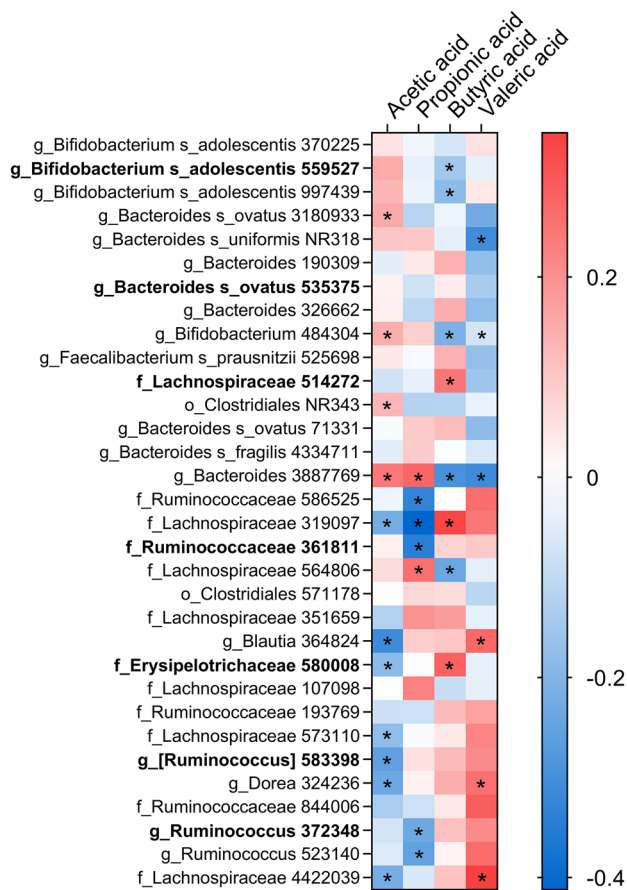 Acetic acid
Propionic acid
Butyric acid
Valeric acid
g_Bifidobacterium s_adolescentis 370225
g_Bifidobacterium s_adolescentis 559527 *
g_Bifidobacterium s_adolescentis 997439 *
g_Bacteroides s_ovatus 3180933 *
g_Bacteroides s_uniformis NR318 *
g_Bacteroides 190309
g_Bacteroides s_ovatus 535375
g_Bacteroides 326662
g_Bifidobacterium 484304 * * *
g_Faecalibacterium s_prausnitzii 525698
f_Lachnospiraceae 514272 *
o_Clostridiales NR343 *
g_Bacteroides s_ovatus 71331
g_Bacteroides s_fragilis 4334711
g_Bacteroides 3887769 * * * *
f_Ruminococcaceae 586525 *
f_Lachnospiraceae 319097 * * *
f_Ruminococcaceae 361811 *
f_Lachnospiraceae 564806 * *
o_Clostridiales 571178
f_Lachnospiraceae 351659
g_Blautia 364824 * *
f_Erysipelotrichaceae 580008 * *
f_Lachnospiraceae 107098
f_Ruminococcaceae 193769
f_Lachnospiraceae 573110 *
g_[Ruminococcus] 583398 *
g_Dorea 324236 * *
f_Ruminococcaceae 844006
g_Ruminococcus 372348 *
g_Ruminococcus 523140 *
f_Lachnospiraceae 4422039 * *
0.2
0
-0.2
-0.4